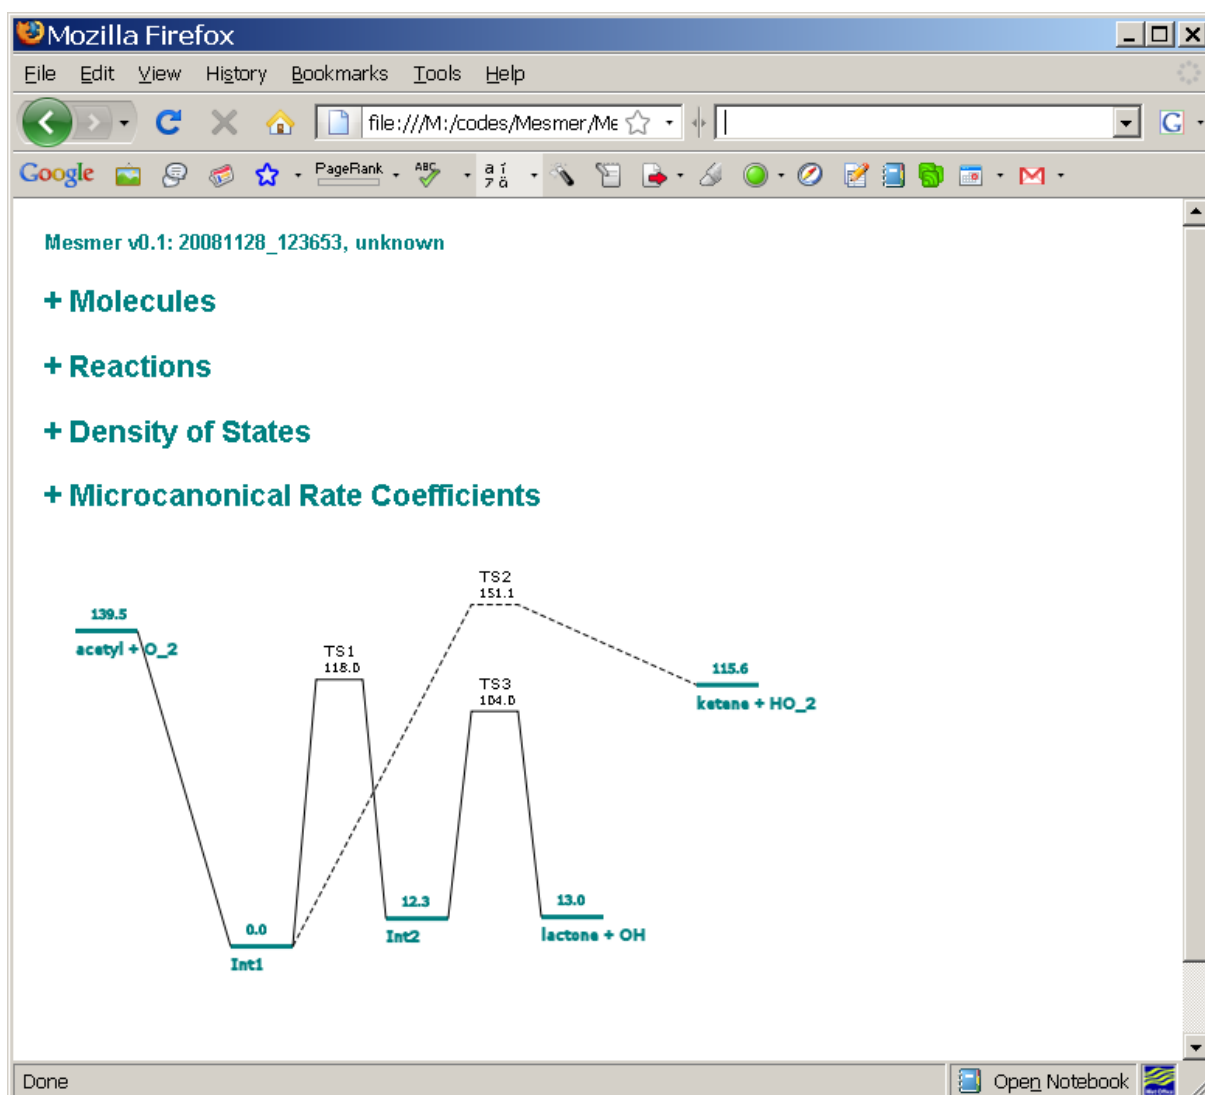 Mozilla Firefox
File Edit View History Bookmarks Tools Help
file:///M:/codes/Mesmer/Me
G
Google PageRank ABC
Mesmer v0.1: 20081128_123653, unknown
+ Molecules
+ Reactions
+ Density of States
+ Microcanonical Rate Coefficients
TS2
151.1
139.5
acetyl + O_2
TS1
118.0
115.6
ketene + HO_2
TS3
104.0
12.3
Int2
13.0
lactone + OH
0.0
Int1
Done Open Notebook